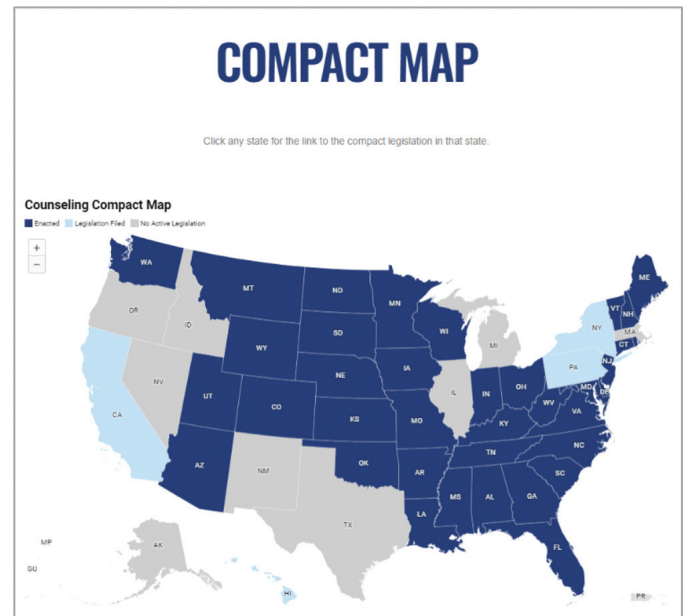 COMPACT MAP
Click any state for the link to the compact legislation in that state.
Counseling Compact Map
Enacted Legislation Filed No Active Legislation
+
−
WA
MT
ND
MN
ME
VT
NH
OR
ID
SD
WI
NY
MA
MI
CT
WY
IA
PA
NJ
NE
NV
IL
IN
OH
MD
DE
UT
CO
WV
VA
CA
KS
MO
KY
NC
TN
AZ
NM
OK
AR
SC
MS
AL
GA
TX
LA
MP
AK
FL
GU
HI
PR